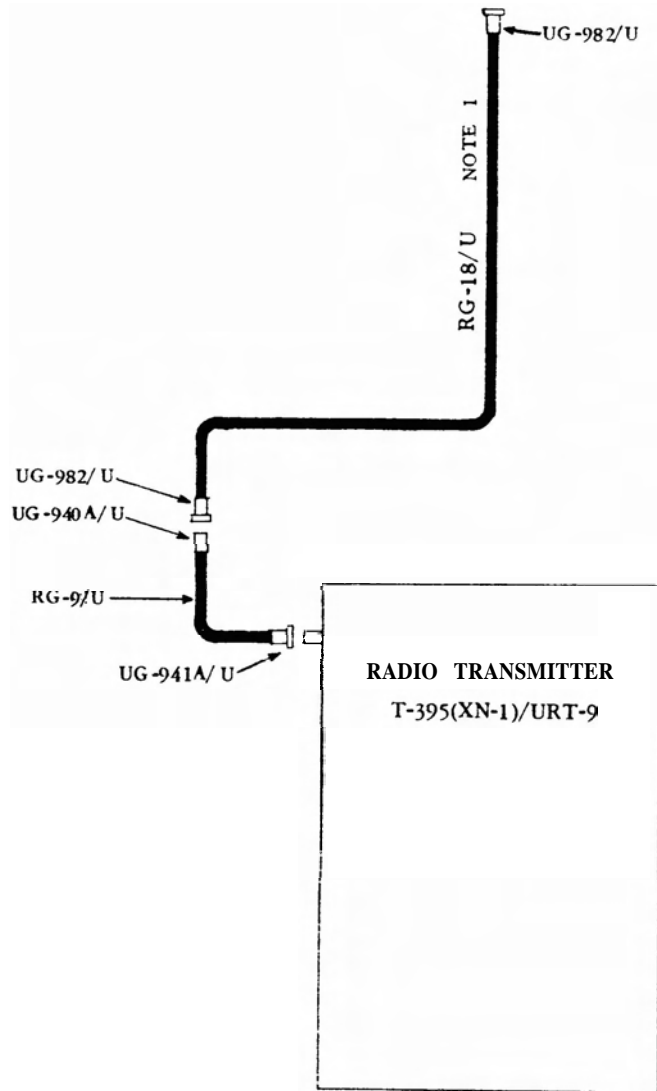 UG-982/U
RG-18/U NOTE 1
UG-982/U
UG-940A/U
RG-9/U
UG-941A/U
RADIO TRANSMITTER
T-395(XN-1)/URT-9